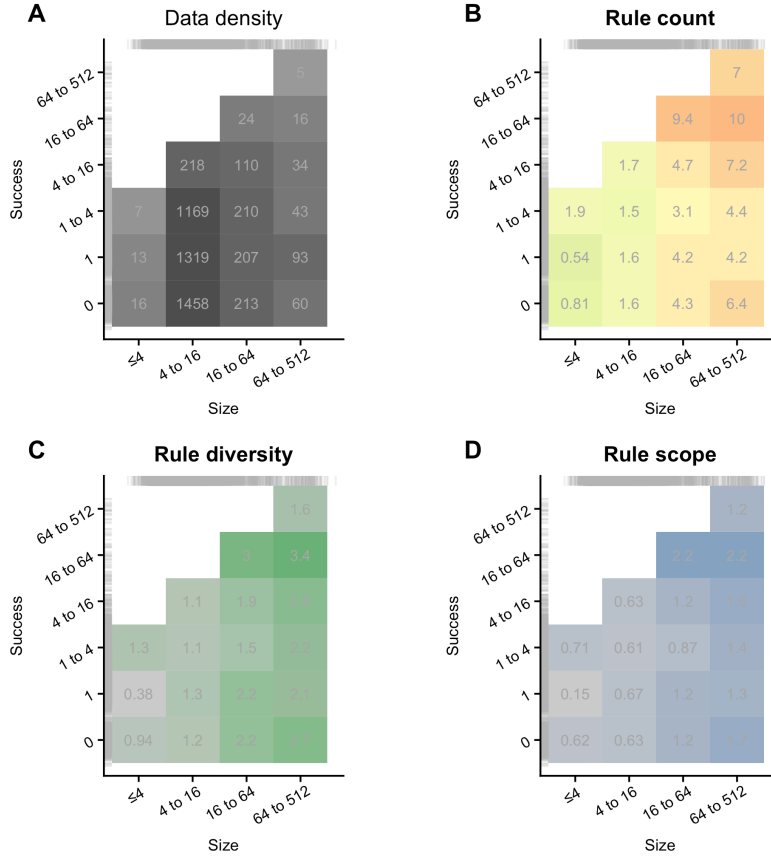 A
Data density
64 to 512
5
16 to 64
24 16
4 to 16
218 110 34
1 to 4
7 1169 210 43
1
13 1319 207 93
0
16 1458 213 60
≤4
4 to 16
16 to 64
64 to 512
Success
Size
B
Rule count
64 to 512
7
16 to 64
9.4 10
4 to 16
1.7 4.7 7.2
1 to 4
1.9 1.5 3.1 4.4
1
0.54 1.6 4.2 4.2
0
0.81 1.6 4.3 6.4
≤4
4 to 16
16 to 64
64 to 512
Success
Size
C
Rule diversity
64 to 512
1.6
16 to 64
3 3.4
4 to 16
1.1 1.9
1 to 4
1.3 1.1 1.5 2.2
1
0.38 1.3 2.2 2.1
0
0.94 1.2 2.2
≤4
4 to 16
16 to 64
64 to 512
Success
Size
D
Rule scope
64 to 512
1.2
16 to 64
2.2 2.2
4 to 16
0.63 1.2
1 to 4
0.71 0.61 0.87 1.4
1
0.15 0.67 1.2 1.3
0
0.62 0.63 1.2
≤4
4 to 16
16 to 64
64 to 512
Success
Size